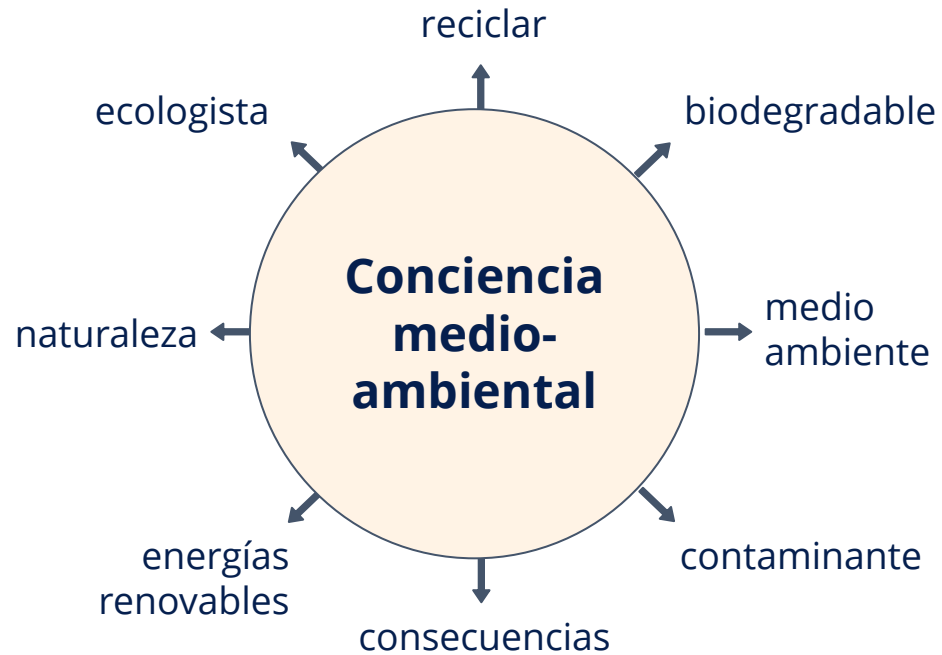 reciclar
ecologista
biodegradable
Conciencia
medio-
ambiental
naturaleza
medio
ambiente
energías
renovables
contaminante
consecuencias